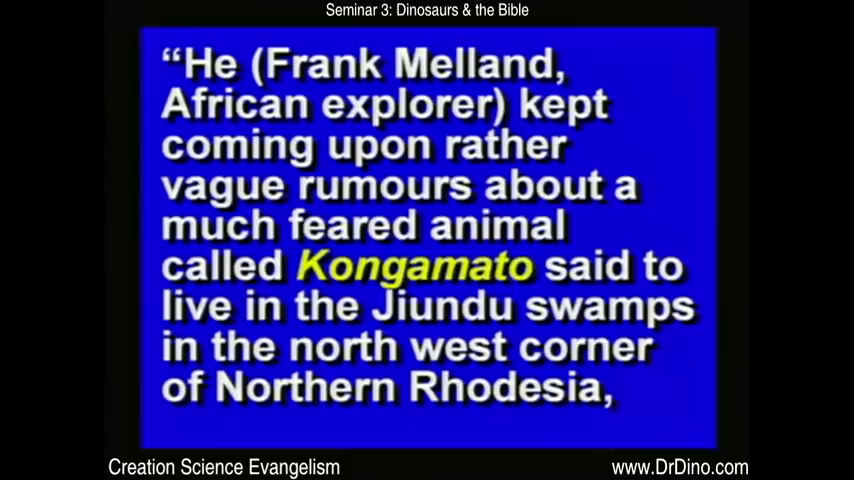 Seminar 3: Dinosaurs & the Bible
“He (Frank Melland,
African explorer) kept
coming upon rather
vague rumours about a
much feared animal
called Kongamato said to
live in the Jiundu swamps
in the north west corner
of Northern Rhodesia,
Creation Science Evangelism www.DrDino.com